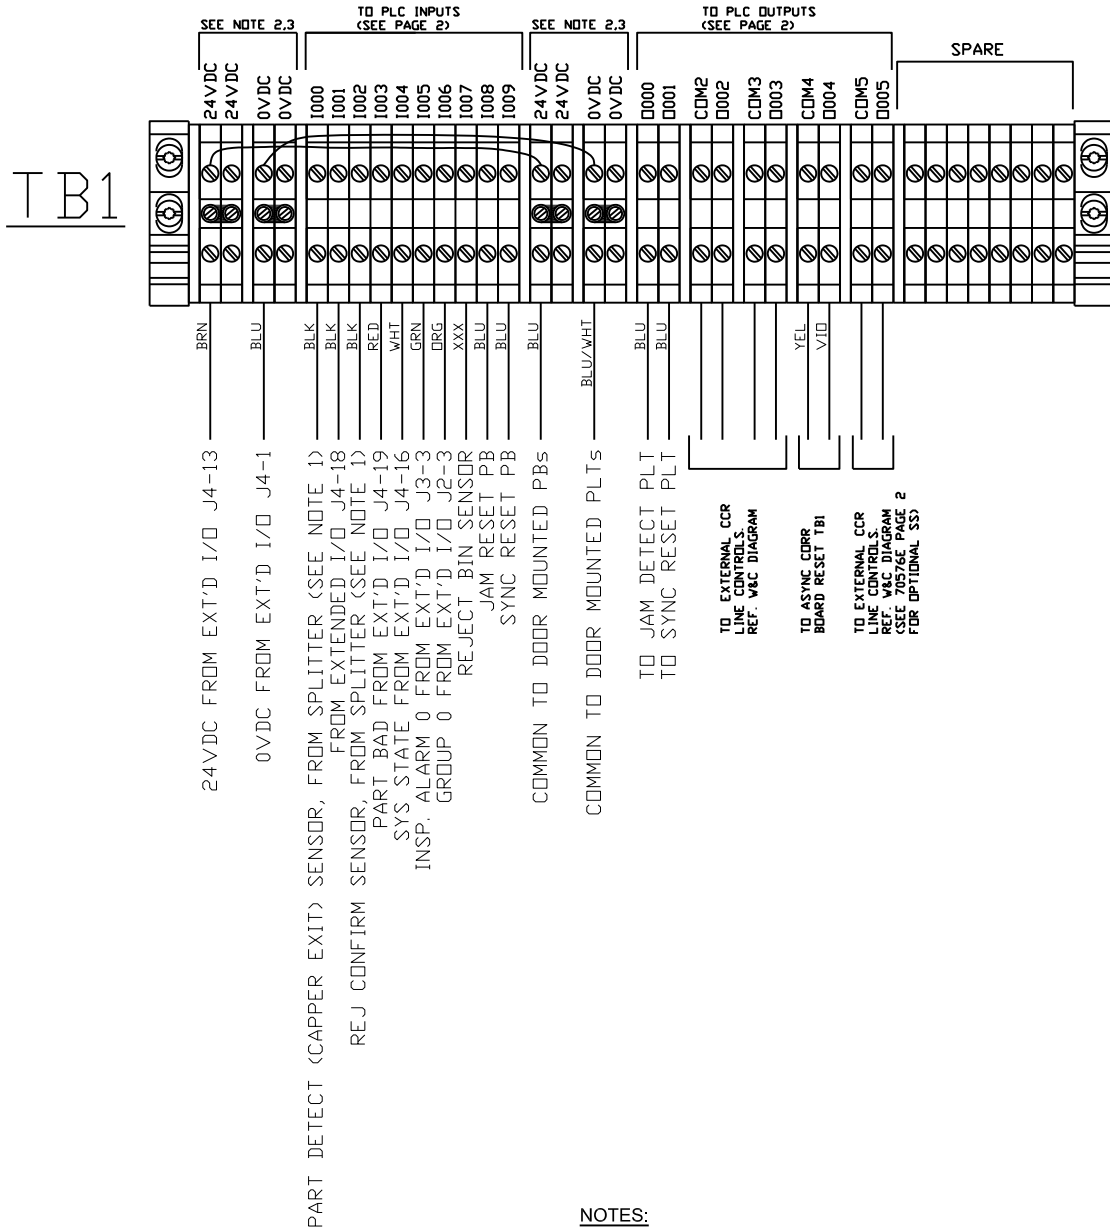 TO PLC INPUTS
(SEE PAGE 2)
TO PLC OUTPUTS
(SEE PAGE 2)
SEE NOTE 2,3
SEE NOTE 2,3
SPARE
24VDC
24VDC
0VDC
0VDC
I000
I001
I002
I003
I004
I005
I006
I007
I008
I009
24VDC
24VDC
0VDC
0VDC
O000
O001
COM2
O002
COM3
O003
COM4
O004
COM5
O005
TB1
BRN
BLU
BLK
BLK
BLK
RED
WHT
GRN
ORG
XXX
BLU
BLU
BLU
BLU/WHT
BLU
BLU
YEL
VIO
24VDC FROM EXT'D I/O J4-13
0VDC FROM EXT'D I/O J4-1
PART DETECT (CAPPER EXIT) SENSOR, FROM SPLITTER (SEE NOTE 1)
FROM EXTENDED I/O J4-18
REJ CONFIRM SENSOR, FROM SPLITTER (SEE NOTE 1)
PART BAD FROM EXT'D I/O J4-19
SYS STATE FROM EXT'D I/O J4-16
INSP. ALARM 0 FROM EXT'D I/O J3-3
GROUP 0 FROM EXT'D I/O J2-3
REJECT BIN SENSOR
JAM RESET PB
SYNC RESET PB
COMMON TO DOOR MOUNTED PBs
COMMON TO DOOR MOUNTED PLTs
TO JAM DETECT PLT
TO SYNC RESET PLT
TO EXTERNAL CCR
LINE CONTROLS.
REF. W&C DIAGRAM
TO ASYNC CORR
BOARD RESET TB1
TO EXTERNAL CCR
LINE CONTROLS.
REF. W&C DIAGRAM
(SEE 70576E PAGE 2
FOR OPTIONAL SS)
NOTES: